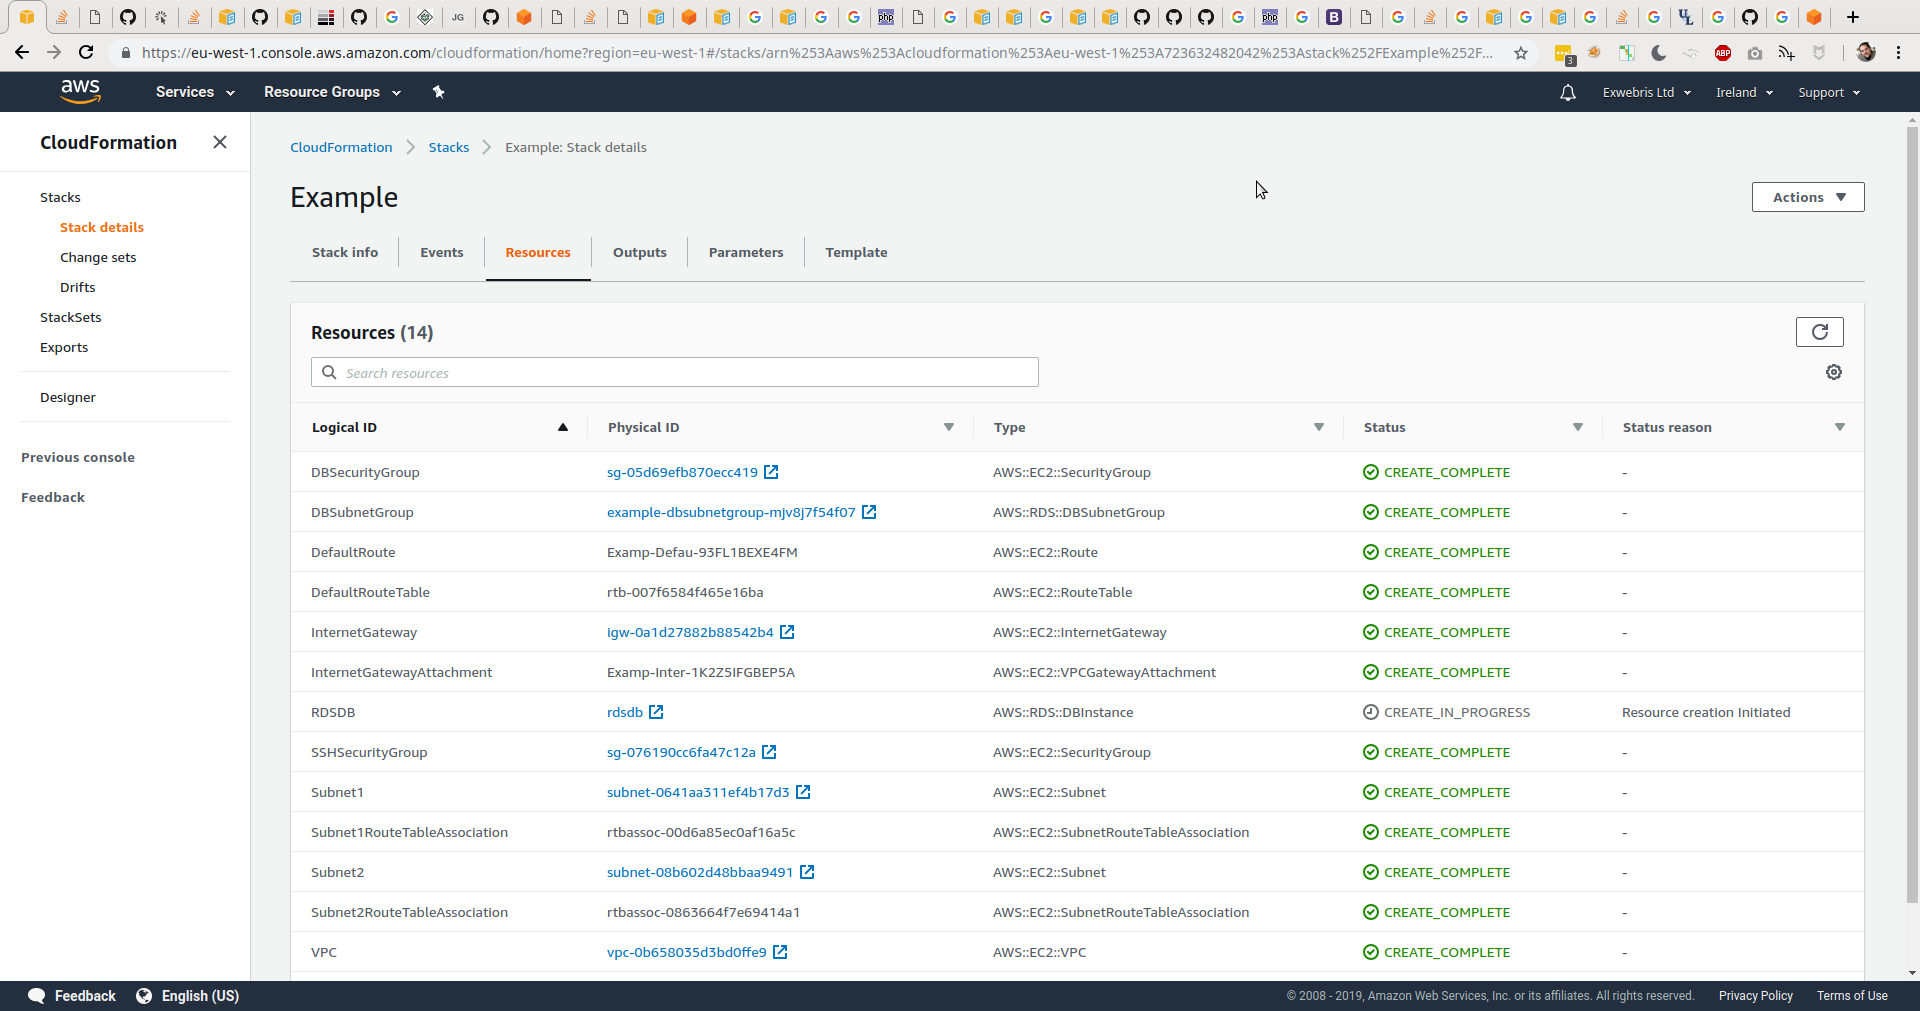 https://eu-west-1.console.aws.amazon.com/cloudformation/home?region=eu-west-1#/stacks/arn%253Aaws%253Acloudformation%253Aeu-west-1%253A723632482042%253Astack%252FExample%252F...
3
ABP
JG
php
php
B
UL
aws
Services
Resource Groups
Exwebris Ltd
Ireland
Support
CloudFormation
Stacks
Stack details
Change sets
Drifts
StackSets
Exports
Designer
Previous console
Feedback
CloudFormation
Stacks
Example: Stack details
Example
Actions
Stack info
Events
Resources
Outputs
Parameters
Template
Resources (14)
Search resources
Logical ID Physical ID Type Status Status reason
DBSecurityGroup sg-05d69efb870ecc419 AWS::EC2::SecurityGroup CREATE_COMPLETE -
DBSubnetGroup example-dbsubnetgroup-mjv8j7f54f07 AWS::RDS::DBSubnetGroup CREATE_COMPLETE -
DefaultRoute Examp-Defau-93FL1BEXE4FM AWS::EC2::Route CREATE_COMPLETE -
DefaultRouteTable rtb-007f6584f465e16ba AWS::EC2::RouteTable CREATE_COMPLETE -
InternetGateway igw-0a1d27882b88542b4 AWS::EC2::InternetGateway CREATE_COMPLETE -
InternetGatewayAttachment Examp-Inter-1K2Z5IFGBEP5A AWS::EC2::VPCGatewayAttachment CREATE_COMPLETE -
RDSDB rdsdb AWS::RDS::DBInstance CREATE_IN_PROGRESS Resource creation Initiated
SSHSecurityGroup sg-076190cc6fa47c12a AWS::EC2::SecurityGroup CREATE_COMPLETE -
Subnet1 subnet-0641aa311ef4b17d3 AWS::EC2::Subnet CREATE_COMPLETE -
Subnet1RouteTableAssociation rtbassoc-00d6a85ec0af16a5c AWS::EC2::SubnetRouteTableAssociation CREATE_COMPLETE -
Subnet2 subnet-08b602d48bbaa9491 AWS::EC2::Subnet CREATE_COMPLETE -
Subnet2RouteTableAssociation rtbassoc-0863664f7e69414a1 AWS::EC2::SubnetRouteTableAssociation CREATE_COMPLETE -
VPC vpc-0b658035d3bd0ffe9 AWS::EC2::VPC CREATE_COMPLETE -
Feedback
English (US)
© 2008 - 2019, Amazon Web Services, Inc. or its affiliates. All rights reserved.
Privacy Policy
Terms of Use